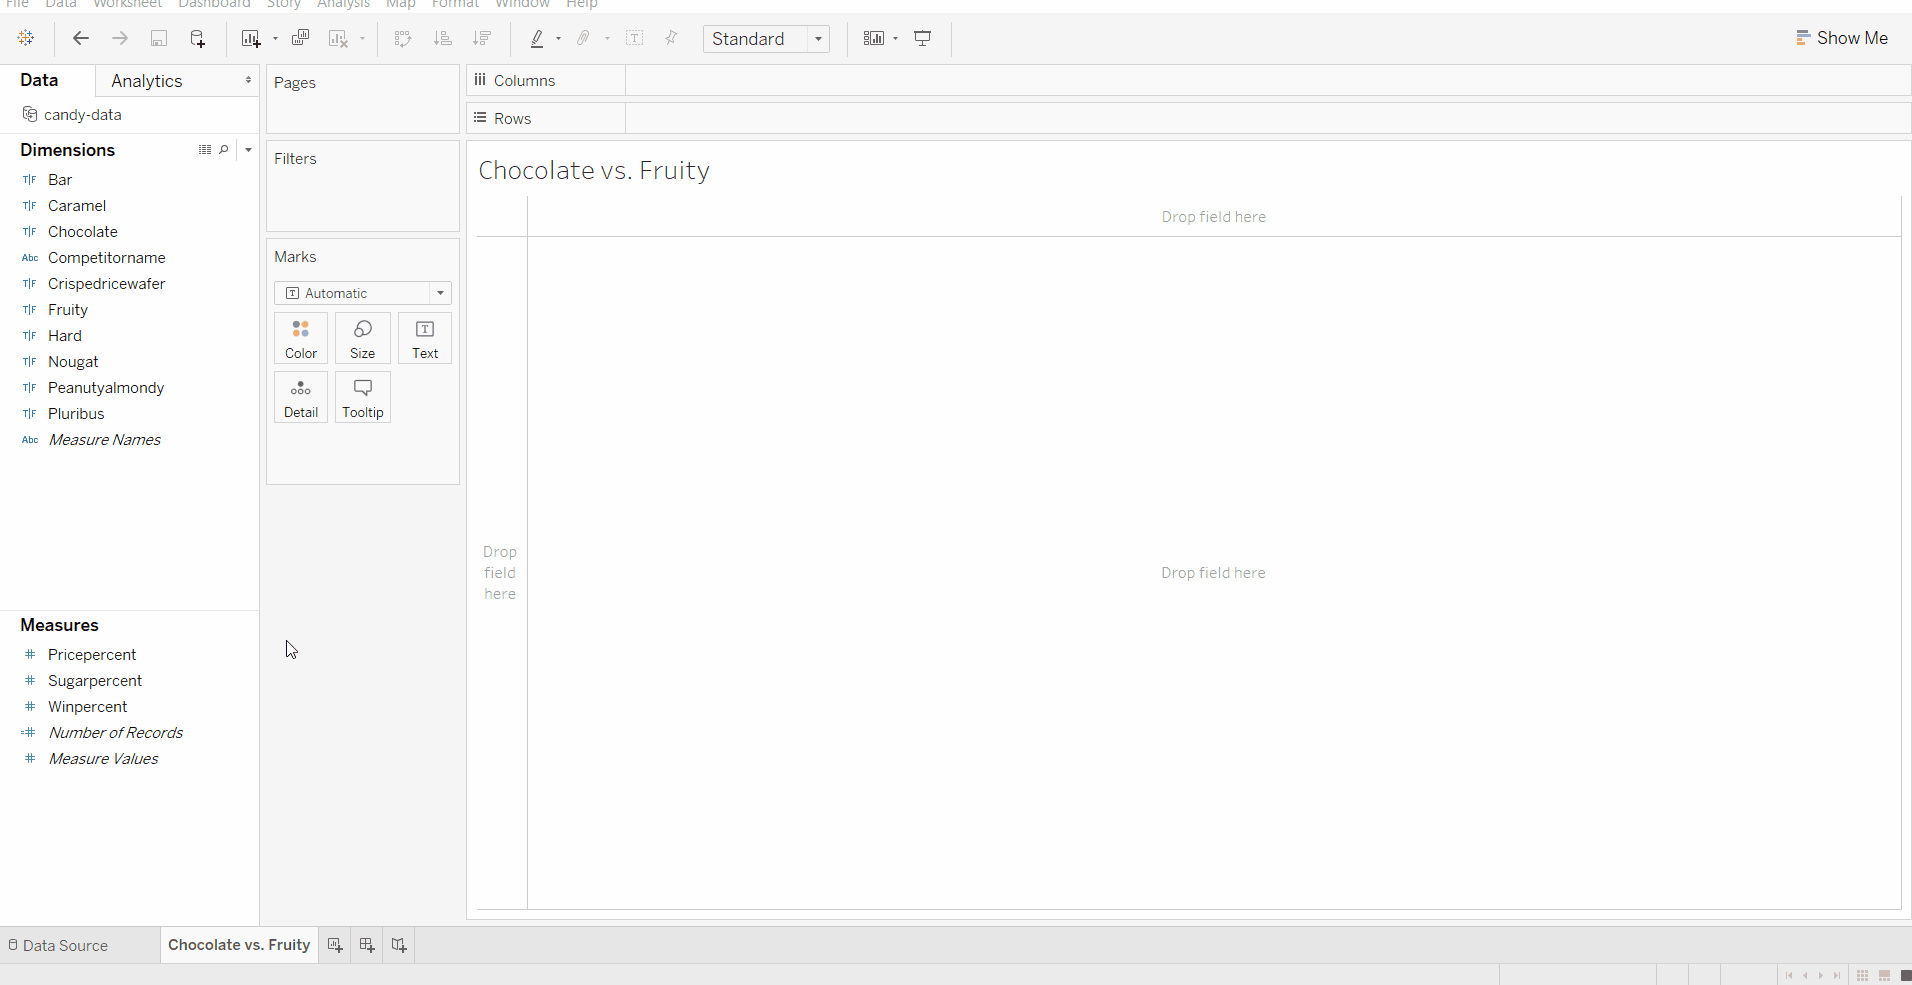 File Data Worksheet Dashboard Story Analysis Map Format Window Help
Standard
Show Me
Data
Analytics
candy-data
Dimensions
T|F Bar
T|F Caramel
T|F Chocolate
Abc Competitorname
T|F Crispedricewafer
T|F Fruity
T|F Hard
T|F Nougat
T|F Peanutyalmondy
T|F Pluribus
Abc Measure Names
Measures
# Pricepercent
# Sugarpercent
# Winpercent
=# Number of Records
# Measure Values
Pages
Filters
Marks
T Automatic
Color
Size
T
Text
Detail
Tooltip
Columns
Rows
Chocolate vs. Fruity
Drop field here
Drop
field
here
Drop field here
Data Source
Chocolate vs. Fruity